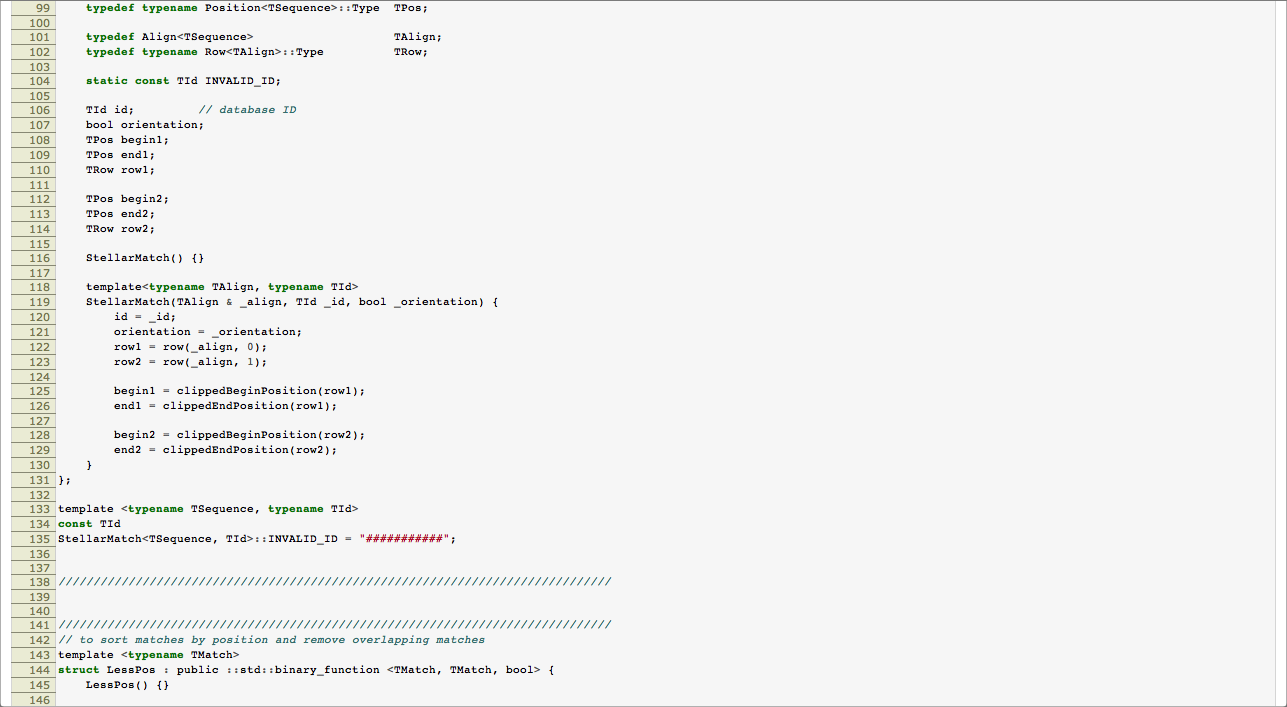 99 typedef typename Position<TSequence>::Type TPos;
100
101 typedef Align<TSequence> TAlign;
102 typedef typename Row<TAlign>::Type TRow;
103
104 static const TId INVALID_ID;
105
106 TId id; // database ID
107 bool orientation;
108 TPos begin1;
109 TPos end1;
110 TRow row1;
111
112 TPos begin2;
113 TPos end2;
114 TRow row2;
115
116 StellarMatch() {}
117
118 template<typename TAlign, typename TId>
119 StellarMatch(TAlign & _align, TId _id, bool _orientation) {
120 id = _id;
121 orientation = _orientation;
122 row1 = row(_align, 0);
123 row2 = row(_align, 1);
124
125 begin1 = clippedBeginPosition(row1);
126 end1 = clippedEndPosition(row1);
127
128 begin2 = clippedBeginPosition(row2);
129 end2 = clippedEndPosition(row2);
130 }
131 };
132
133 template <typename TSequence, typename TId>
134 const TId
135 StellarMatch<TSequence, TId>::INVALID_ID = "###########";
136
137
138 ///////////////////////////////////////////////////////////////////////////////
139
140
141 ///////////////////////////////////////////////////////////////////////////////
142 // to sort matches by position and remove overlapping matches
143 template <typename TMatch>
144 struct LessPos : public ::std::binary_function <TMatch, TMatch, bool> {
145 LessPos() {}
146